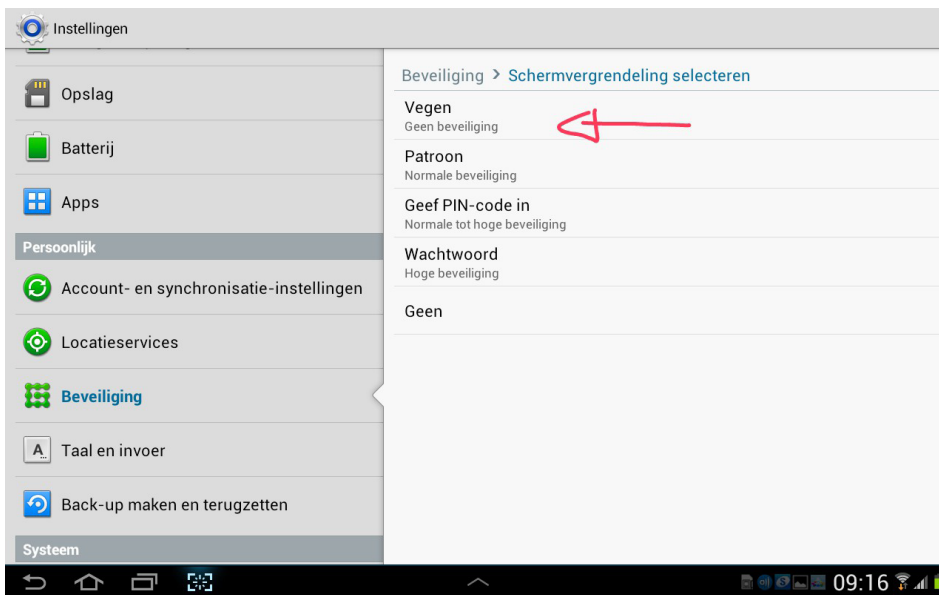 Instellingen
Opslag
Batterij
Apps
Persoonlijk
Account- en synchronisatie-instellingen
Locatieservices
Beveiliging
A
Taal en invoer
Back-up maken en terugzetten
Systeem
Beveiliging > Schermvergrendeling selecteren
Vegen
Geen beveiliging
Patroon
Normale beveiliging
Geef PIN-code in
Normale tot hoge beveiliging
Wachtwoord
Hoge beveiliging
Geen
09:16